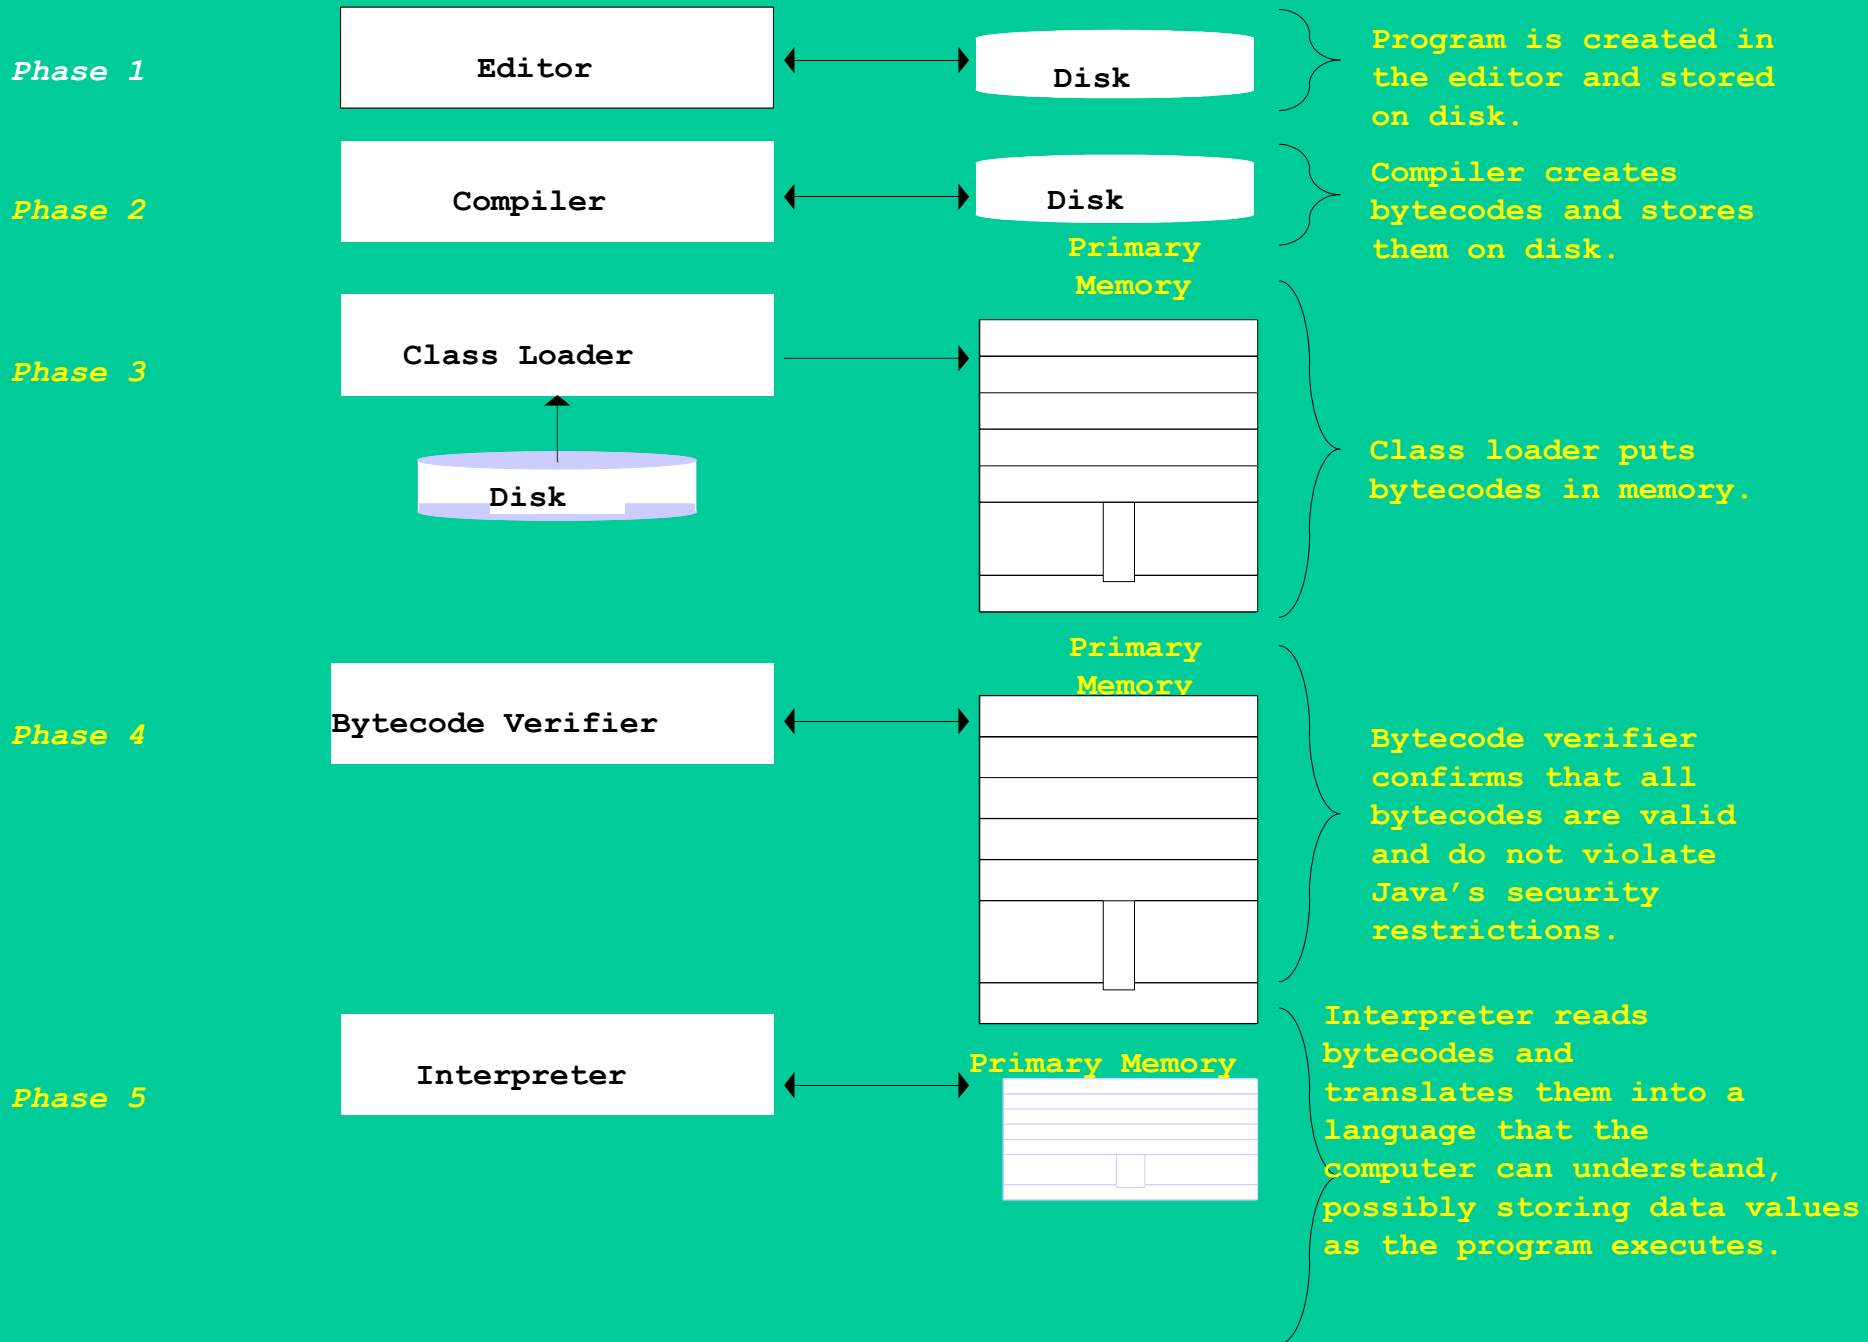 Phase 1
Editor
Disk
Program is created in
the editor and stored
on disk.
Phase 2
Compiler
Disk
Compiler creates
bytecodes and stores
them on disk.
Phase 3
Class Loader
Disk
Primary
Memory
Class loader puts
bytecodes in memory.
Phase 4
Bytecode Verifier
Primary
Memory
Bytecode verifier
confirms that all
bytecodes are valid
and do not violate
Java’s security
restrictions.
Phase 5
Interpreter
Primary Memory
Interpreter reads
bytecodes and
translates them into a
language that the
computer can understand,
possibly storing data values
as the program executes.